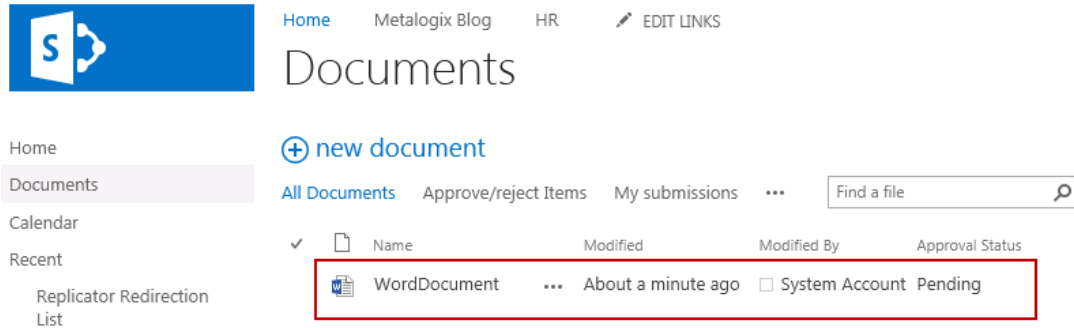 S
Home Metalogix Blog HR EDIT LINKS
Documents
Home
Documents
Calendar
Recent
Replicator Redirection
List
new document
All Documents Approve/reject Items My submissions ... Find a file
Name Modified Modified By Approval Status
WordDocument ... About a minute ago System Account Pending